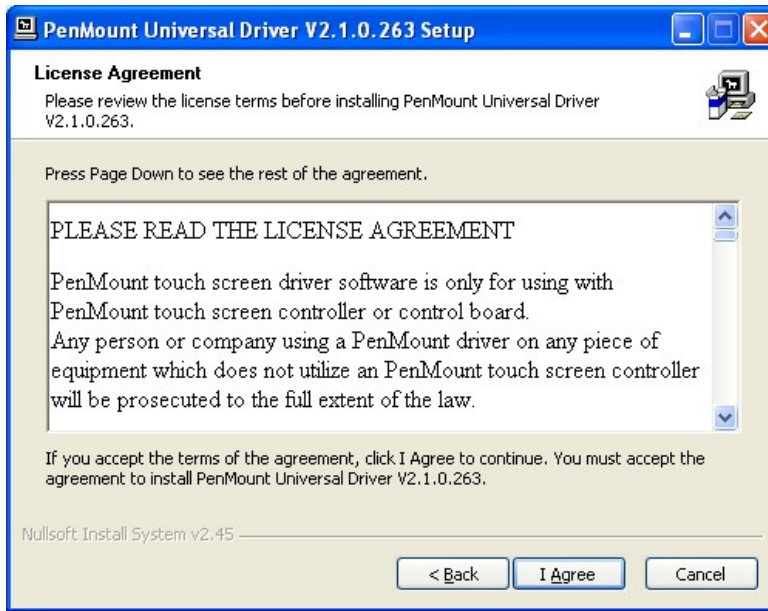 PenMount Universal Driver V2.1.0.263 Setup
License Agreement
Please review the license terms before installing PenMount Universal Driver
V2.1.0.263.
Press Page Down to see the rest of the agreement.
PLEASE READ THE LICENSE AGREEMENT
PenMount touch screen driver software is only for using with
PenMount touch screen controller or control board.
Any person or company using a PenMount driver on any piece of
equipment which does not utilize an PenMount touch screen controller
will be prosecuted to the full extent of the law.
If you accept the terms of the agreement, click I Agree to continue. You must accept the
agreement to install PenMount Universal Driver V2.1.0.263.
Nullsoft Install System v2.45
< Back I Agree Cancel